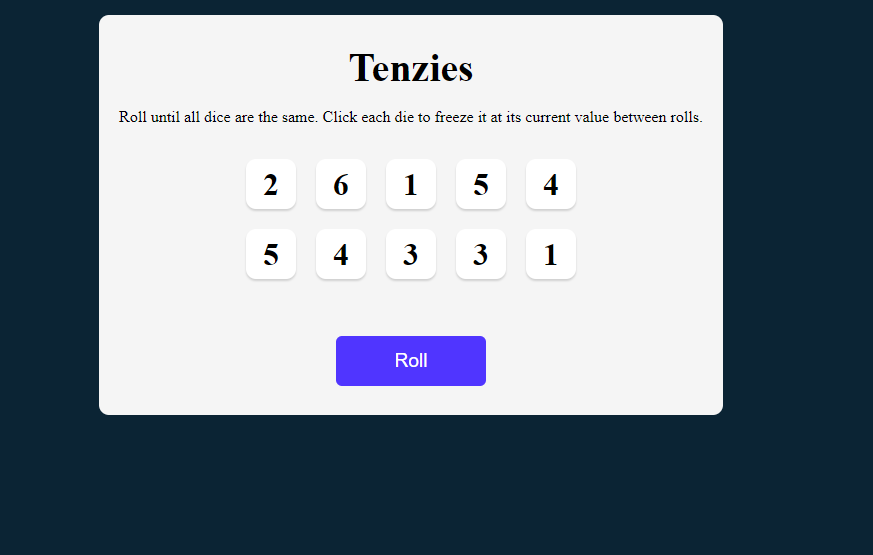 Tenzies
Roll until all dice are the same. Click each die to freeze it at its current value between rolls.
2 6 1 5 4
5 4 3 3 1
Roll